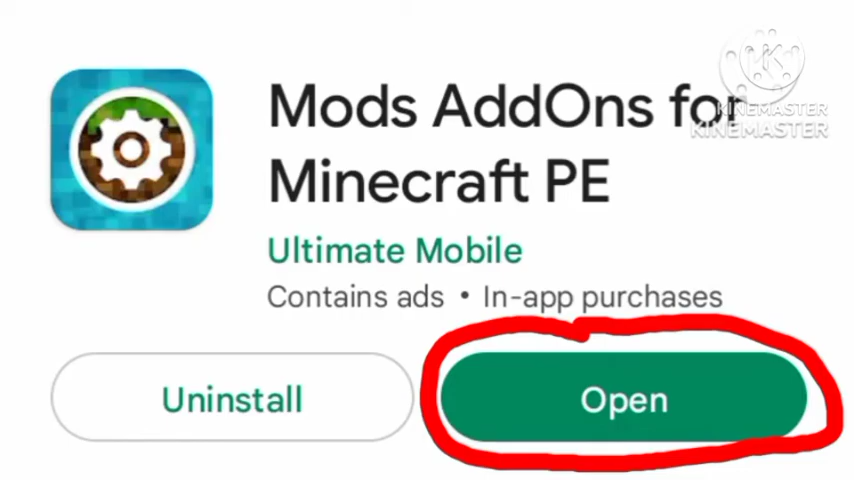 Mods AddOns for
Minecraft PE
KINEMASTER
KINEMASTER
Ultimate Mobile
Contains ads • In-app purchases
Uninstall
Open